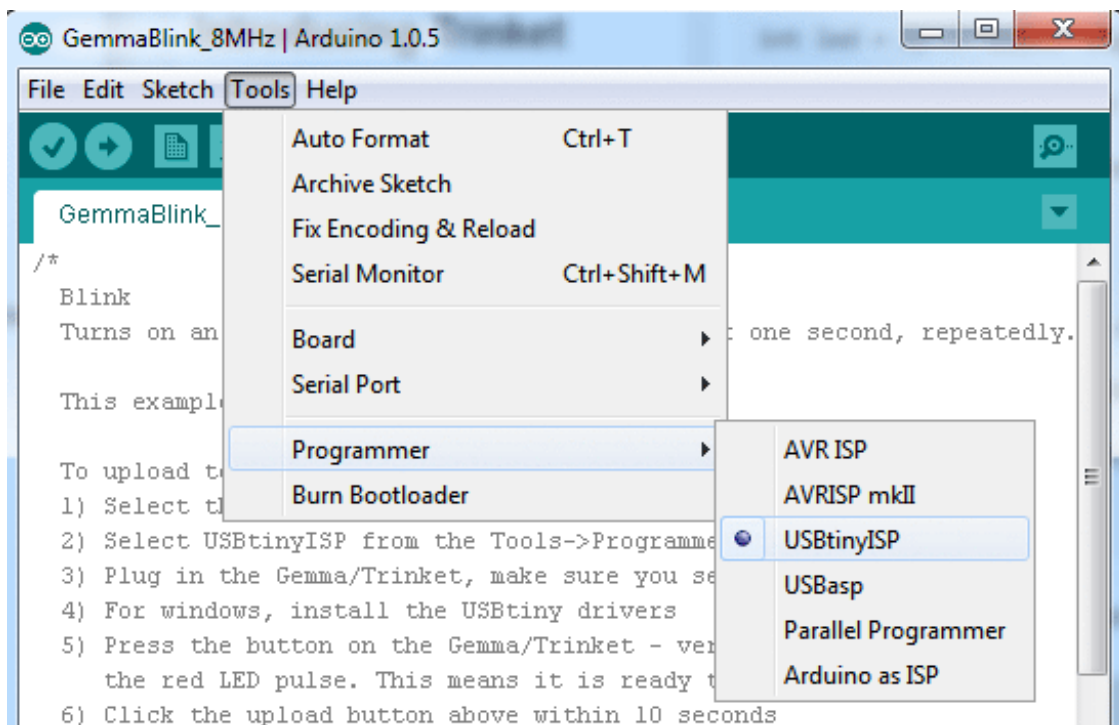 GemmaBlink_8MHz | Arduino 1.0.5
File Edit Sketch Tools Help
Auto Format Ctrl+T
Archive Sketch
Fix Encoding & Reload
Serial Monitor Ctrl+Shift+M
Board
Serial Port
Programmer
Burn Bootloader
AVR ISP
AVRISP mkII
USBtinyISP
USBasp
Parallel Programmer
Arduino as ISP
GemmaBlink_
/*
Blink
Turns on an one second, repeatedly.
This
To upload
1) Select
2) Select USBtinyISP from the
3) Plug in the Gemma/Trinket, make sure you
4) For windows, install the USBtiny drivers
5) Press the button on the Gemma/Trinket -
the red LED pulse. This means it is ready
6) Click the upload button above within 10 seconds